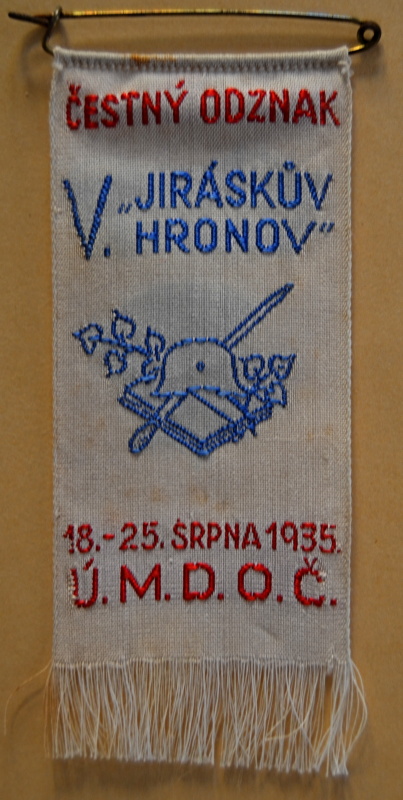 ČESTNÝ ODZNAK
V. „JIRÁSKŮV
HRONOV"
18.-25. SRPNA 1935.
Ú.M.D.O.Č.